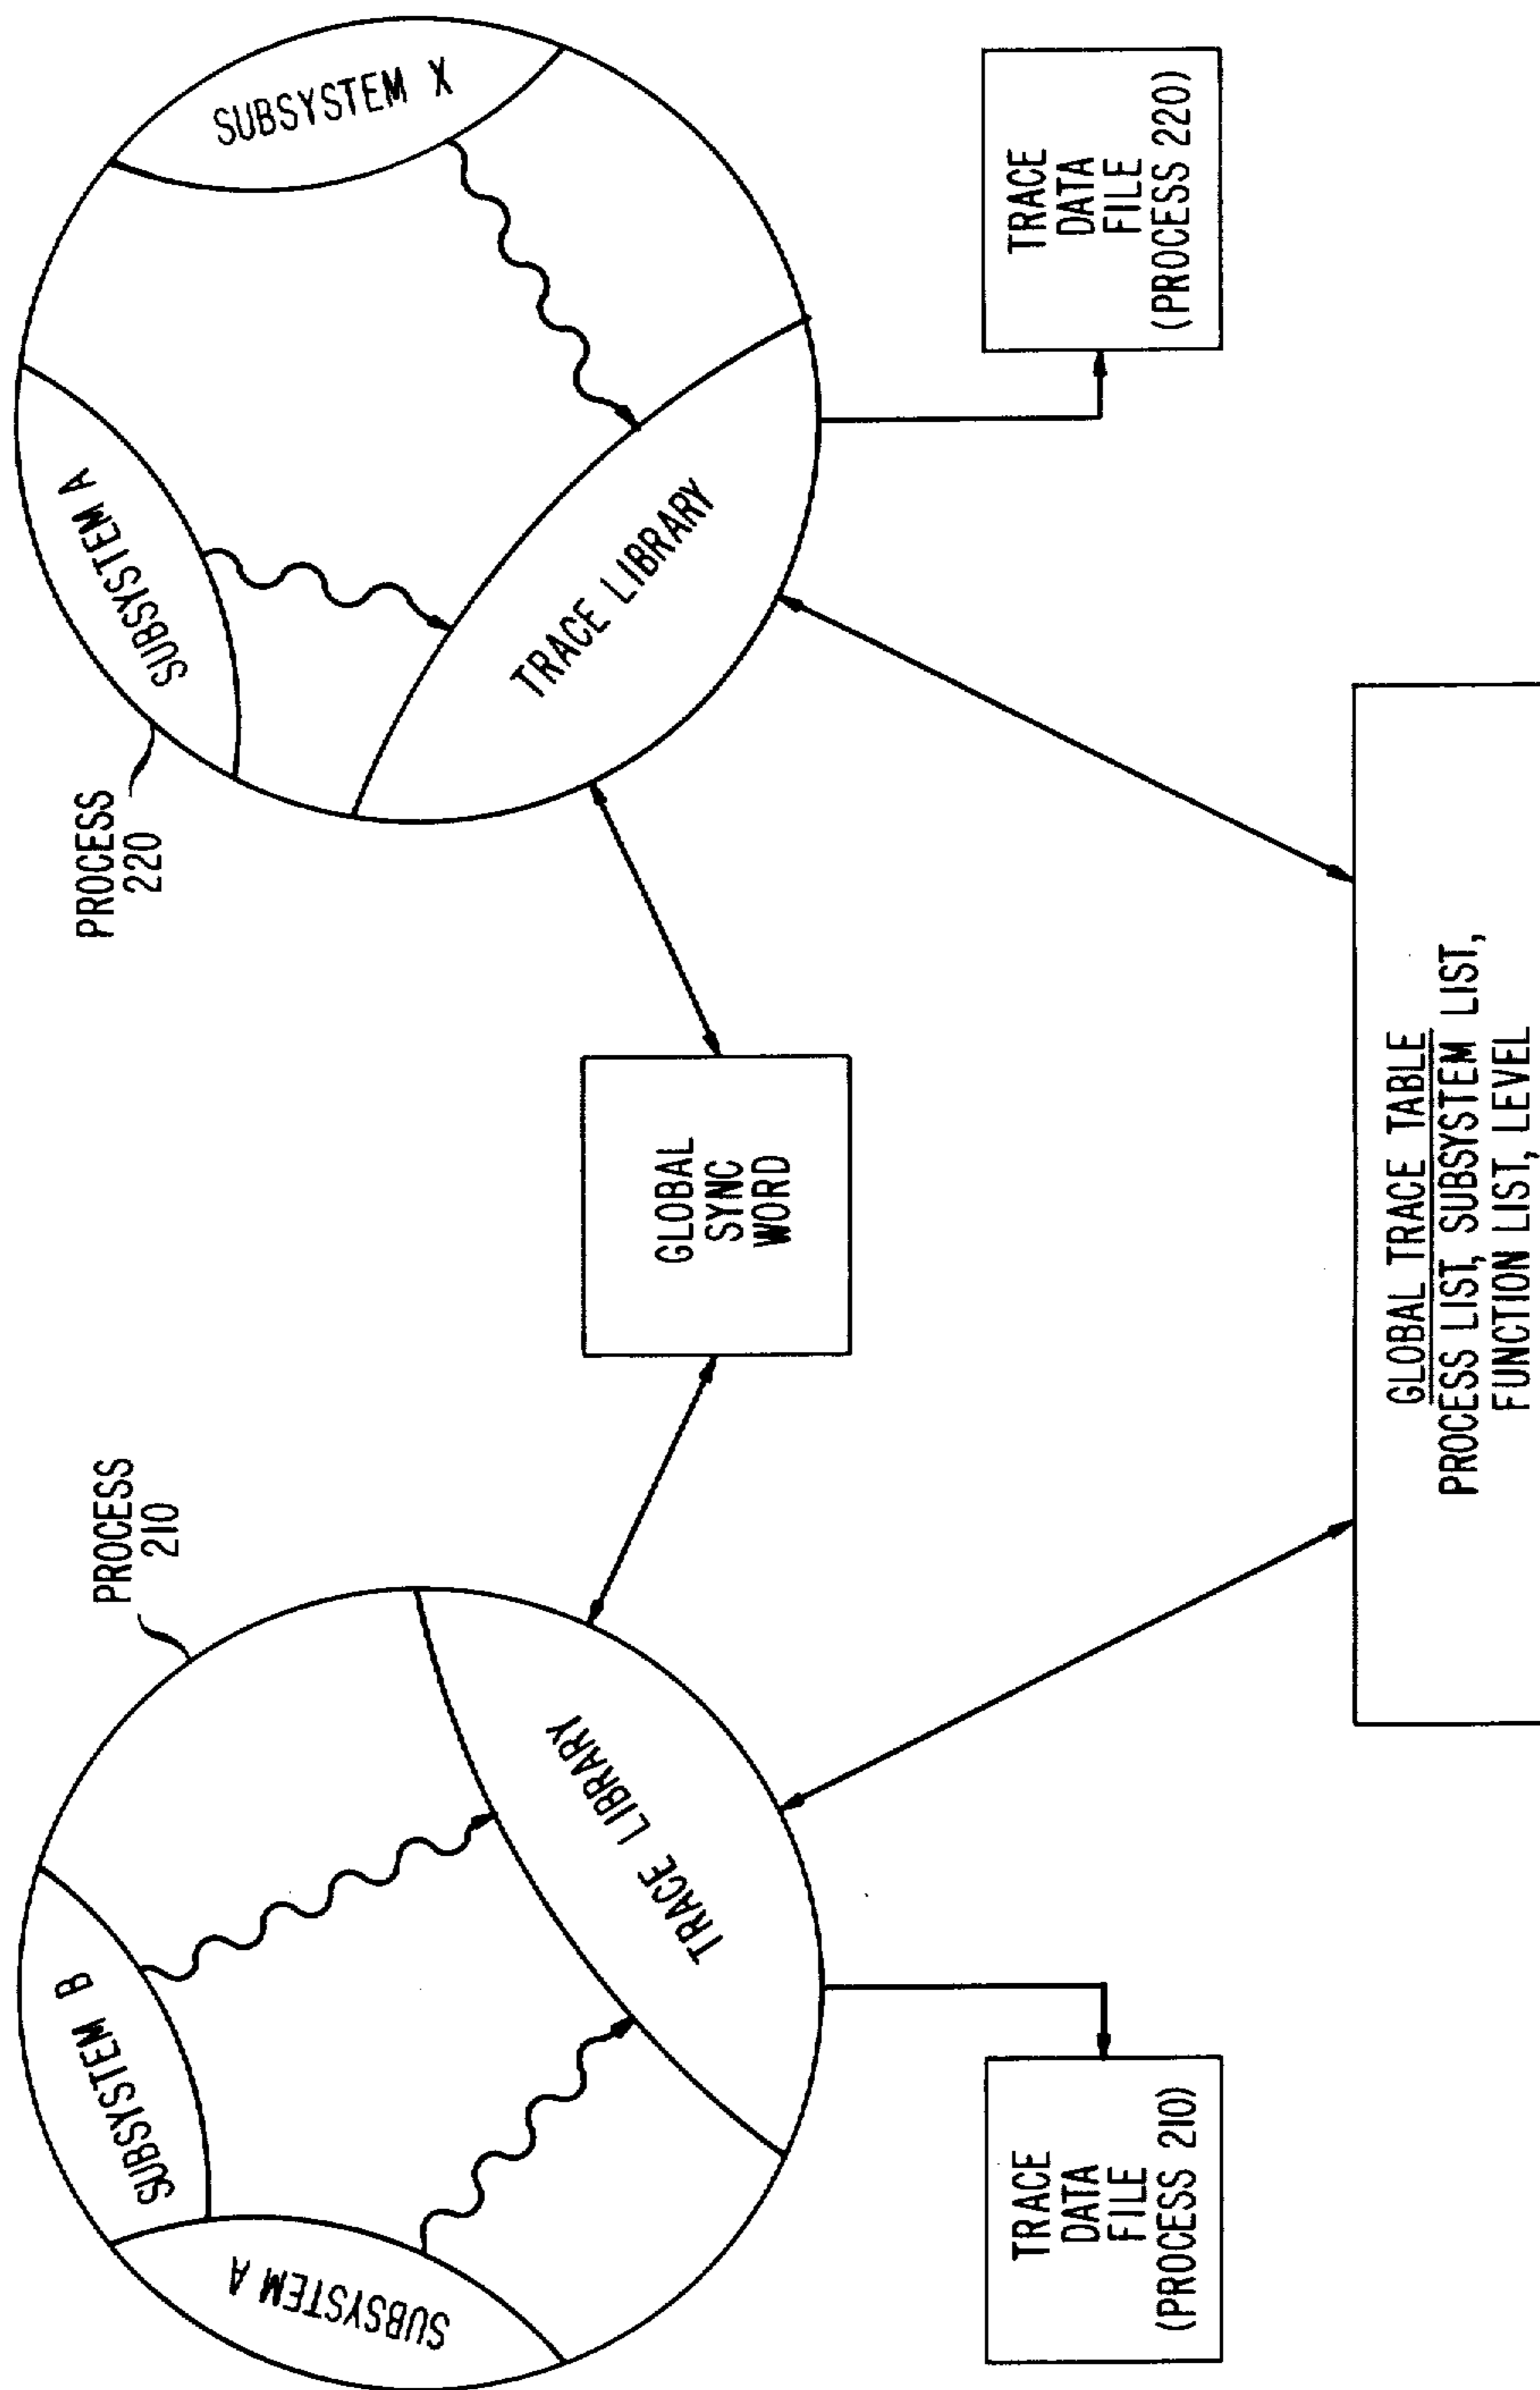 PROCESS
210
SUBSYSTEM A
SUBSYSTEM B
TRACE LIBRARY
TRACE
DATA
FILE
(PROCESS 210)
GLOBAL
SYNC
WORD
PROCESS
220
SUBSYSTEM A
SUBSYSTEM X
TRACE LIBRARY
TRACE
DATA
FILE
(PROCESS 220)
GLOBAL TRACE TABLE
PROCESS LIST, SUBSYSTEM LIST,
FUNCTION LIST, LEVEL